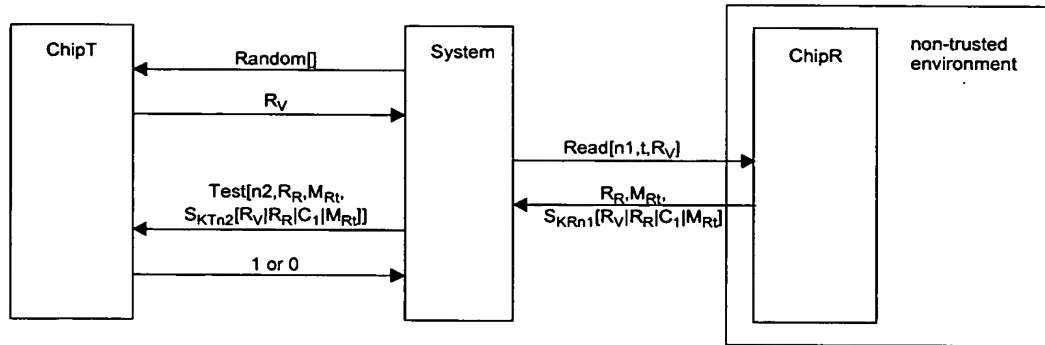 ChipT
System
ChipR
non-trusted
environment
Random[]
R_V
Read[n1,t,R_V]
Test[n2,R_R,M_Rt,
S_KTn2[R_V|R_R|C_1|M_Rt]]
R_R,M_Rt,
S_KRn1[R_V|R_R|C_1|M_Rt]
1 or 0